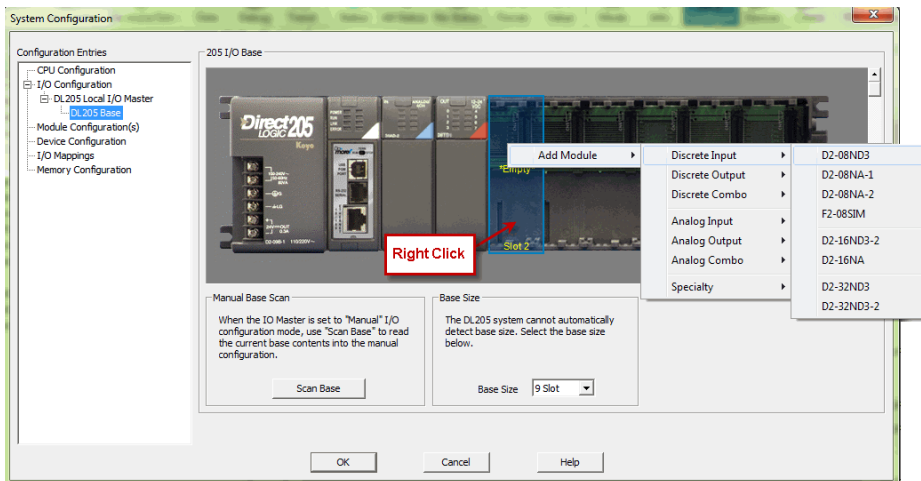 System Configuration
Configuration Entries
CPU Configuration
I/O Configuration
DL205 Local I/O Master
DL205 Base
Module Configuration(s)
Device Configuration
I/O Mappings
Memory Configuration
205 I/O Base
Direct
LOGIC 205
Koyo
IN
ANALOG
OUT
12-24
VDC
Add Module
*Empty*
Slot 2
Right Click
Discrete Input
Discrete Output
Discrete Combo
Analog Input
Analog Output
Analog Combo
Specialty
D2-08ND3
D2-08NA-1
D2-08NA-2
F2-08SIM
D2-16ND3-2
D2-16NA
D2-32ND3
D2-32ND3-2
Manual Base Scan
When the IO Master is set to "Manual" I/O
configuration mode, use "Scan Base" to read
the current base contents into the manual
configuration.
Scan Base
Base Size
The DL205 system cannot automatically
detect base size. Select the base size
below.
Base Size 9 Slot
OK
Cancel
Help